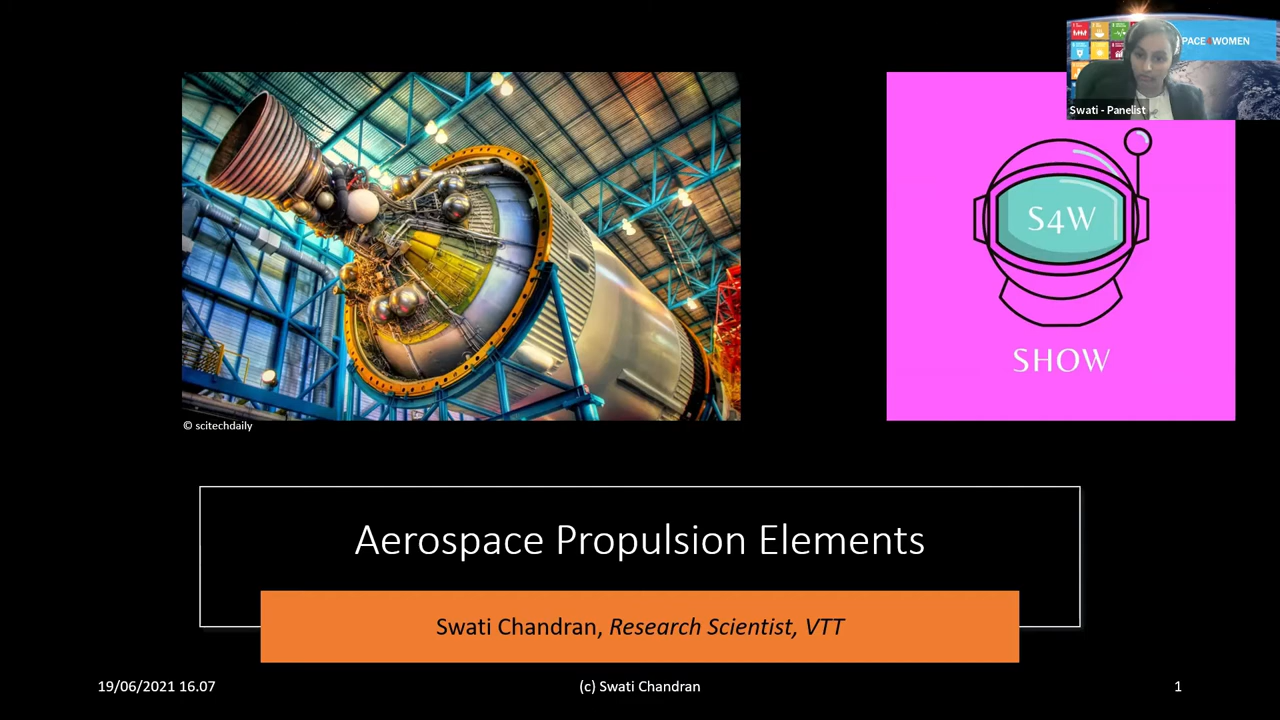 PACE4WOMEN
Swati - Panelist
S4W
SHOW
© scitechdaily
Aerospace Propulsion Elements
Swati Chandran, Research Scientist, VTT
19/06/2021 16.07
(c) Swati Chandran
1